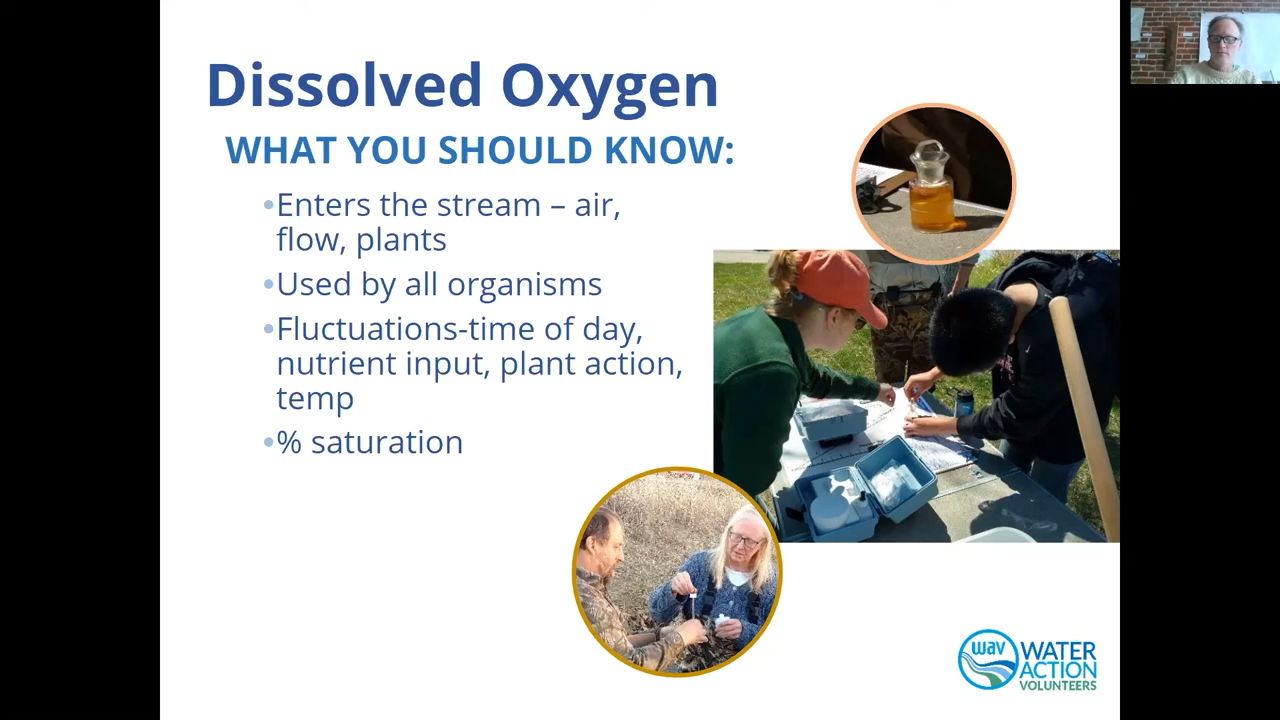 Dissolved Oxygen
WHAT YOU SHOULD KNOW:
•Enters the stream – air,
flow, plants
•Used by all organisms
•Fluctuations-time of day,
nutrient input, plant action,
temp
•% saturation
wav
WATER
ACTION
VOLUNTEERS